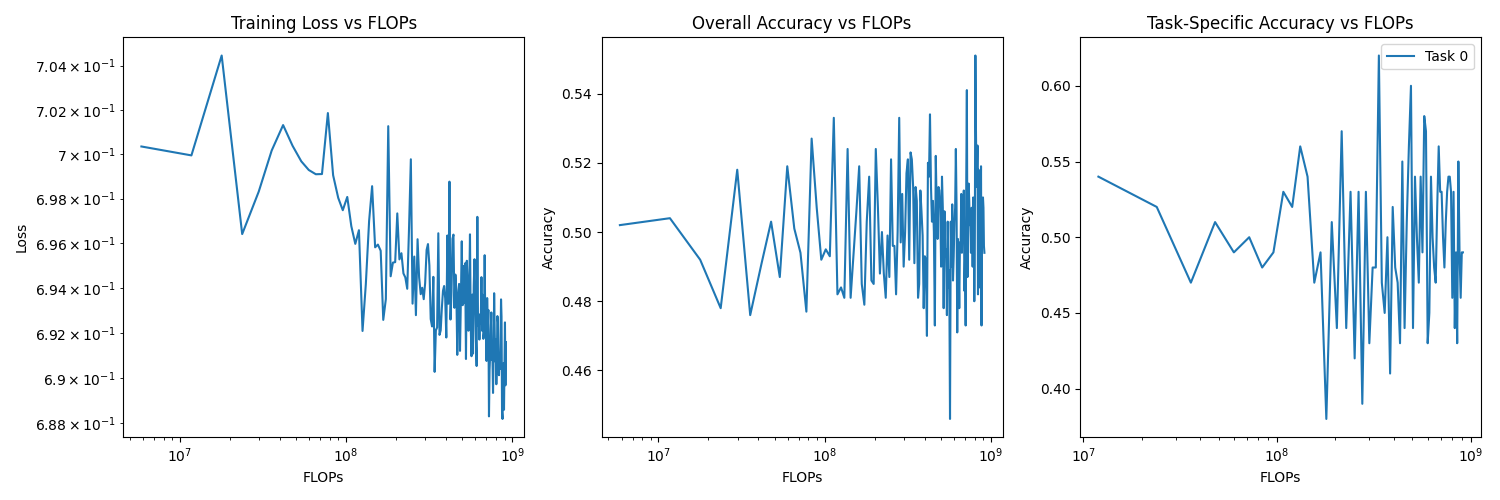 Training Loss vs FLOPs
7.04 × 10⁻¹
7.02 × 10⁻¹
7 × 10⁻¹
6.98 × 10⁻¹
6.96 × 10⁻¹
6.94 × 10⁻¹
6.92 × 10⁻¹
6.9 × 10⁻¹
6.88 × 10⁻¹
Loss
10⁷ 10⁸ 10⁹
FLOPs
Overall Accuracy vs FLOPs
0.54
0.52
0.50
0.48
0.46
Accuracy
10⁷ 10⁸ 10⁹
FLOPs
Task-Specific Accuracy vs FLOPs
Task 0
0.60
0.55
0.50
0.45
0.40
Accuracy
10⁷ 10⁸ 10⁹
FLOPs